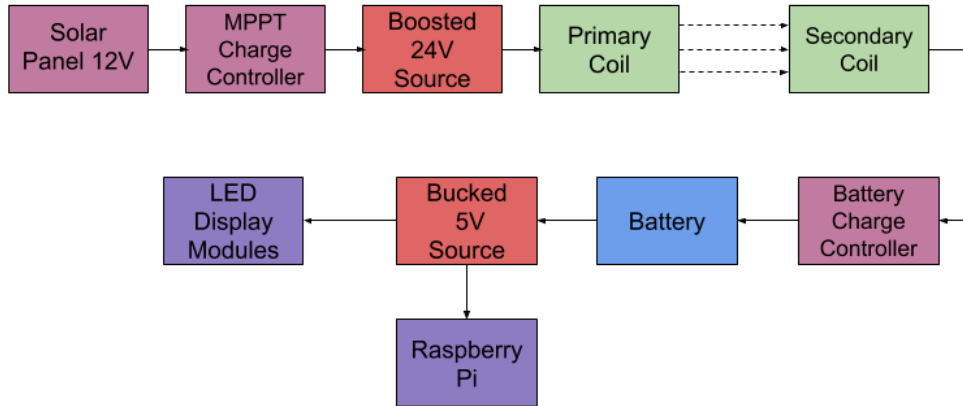 Solar
Panel 12V
MPPT
Charge
Controller
Boosted
24V
Source
Primary
Coil
Secondary
Coil
LED
Display
Modules
Bucked
5V
Source
Battery
Battery
Charge
Controller
Raspberry
Pi